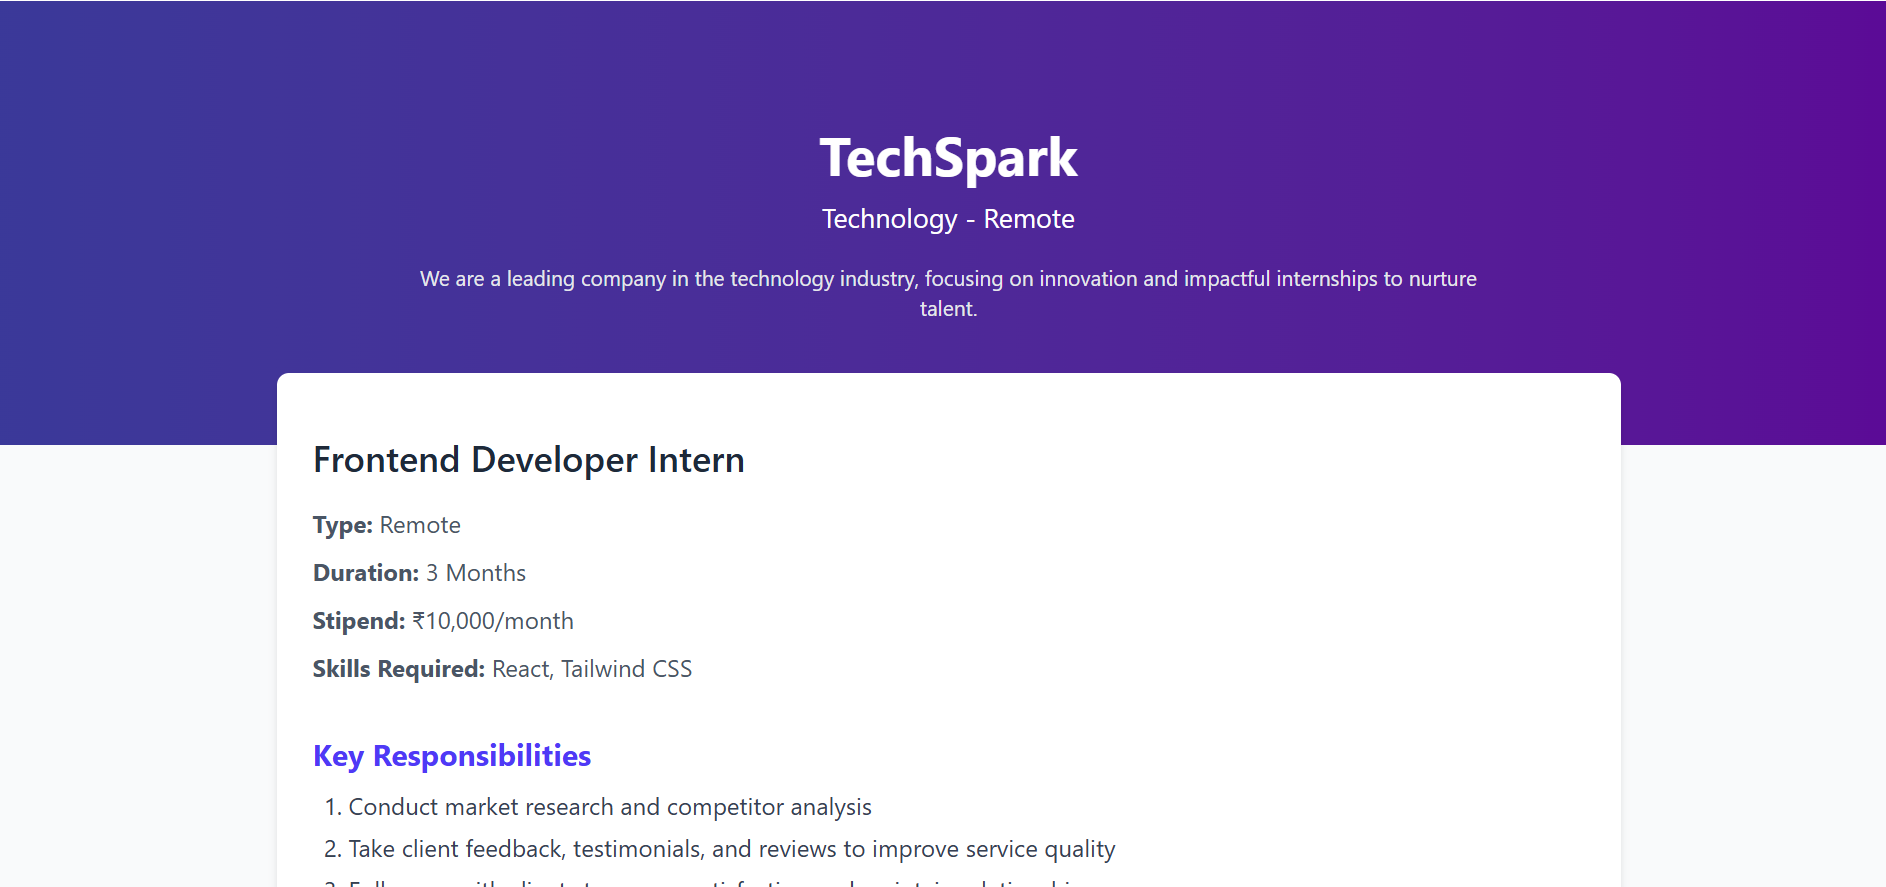 TechSpark
Technology - Remote
We are a leading company in the technology industry, focusing on innovation and impactful internships to nurture
talent.
Frontend Developer Intern
Type: Remote
Duration: 3 Months
Stipend: ₹10,000/month
Skills Required: React, Tailwind CSS
Key Responsibilities
1. Conduct market research and competitor analysis
2. Take client feedback, testimonials, and reviews to improve service quality